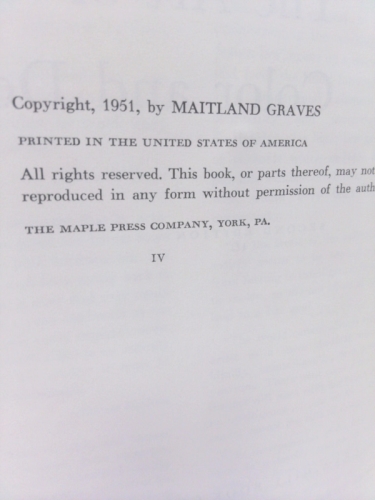 Copyright, 1951, by MAITLAND GRAVES
PRINTED IN THE UNITED STATES OF AMERICA
All rights reserved. This book, or parts thereof, may not
reproduced in any form without permission of the auth
THE MAPLE PRESS COMPANY, YORK, PA.
IV